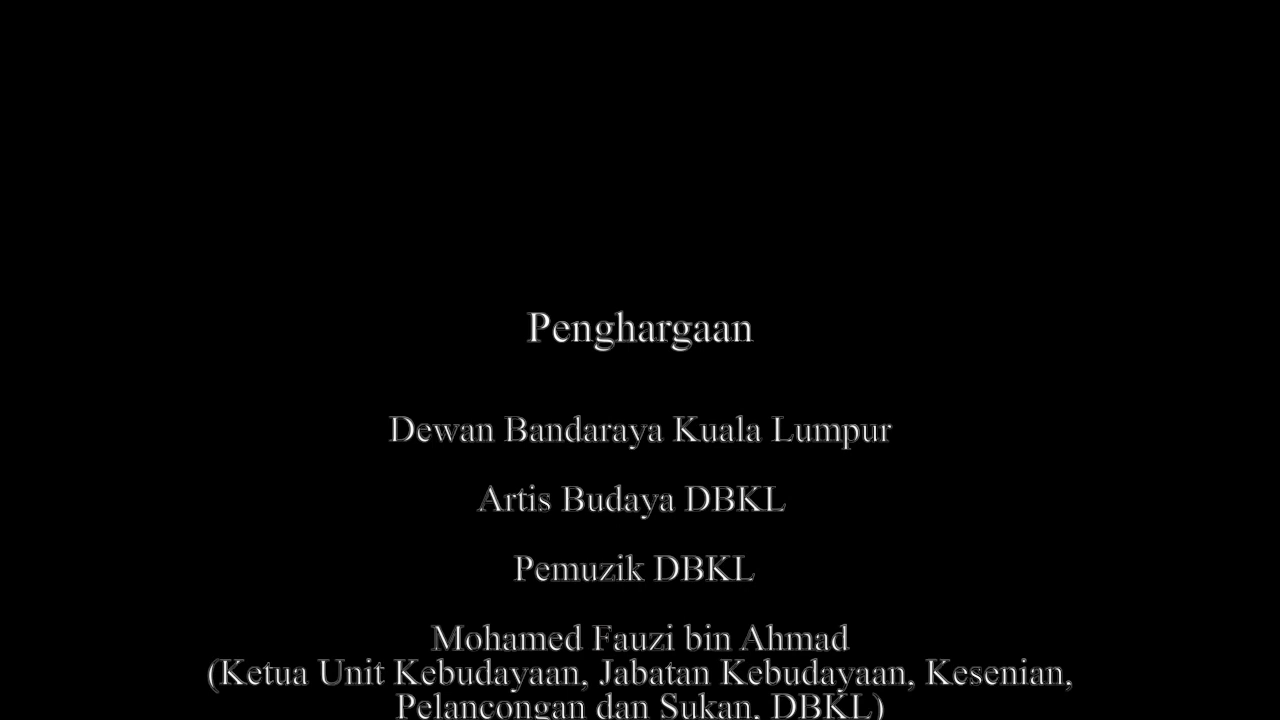 Penghargaan
Dewan Bandaraya Kuala Lumpur
Artis Budaya DBKL
Pemuzik DBKL
Mohamed Fauzi bin Ahmad
(Ketua Unit Kebudayaan, Jabatan Kebudayaan, Kesenian,
Pelancongan dan Sukan, DBKL)